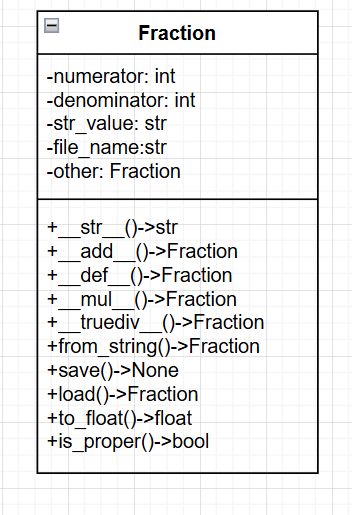 Fraction
-numerator: int
-denominator: int
-str_value: str
-file_name:str
-other: Fraction
+__str__()->str
+__add__()->Fraction
+__def__()->Fraction
+__mul__()->Fraction
+__truediv__()->Fraction
+from_string()->Fraction
+save()->None
+load()->Fraction
+to_float()->float
+is_proper()->bool